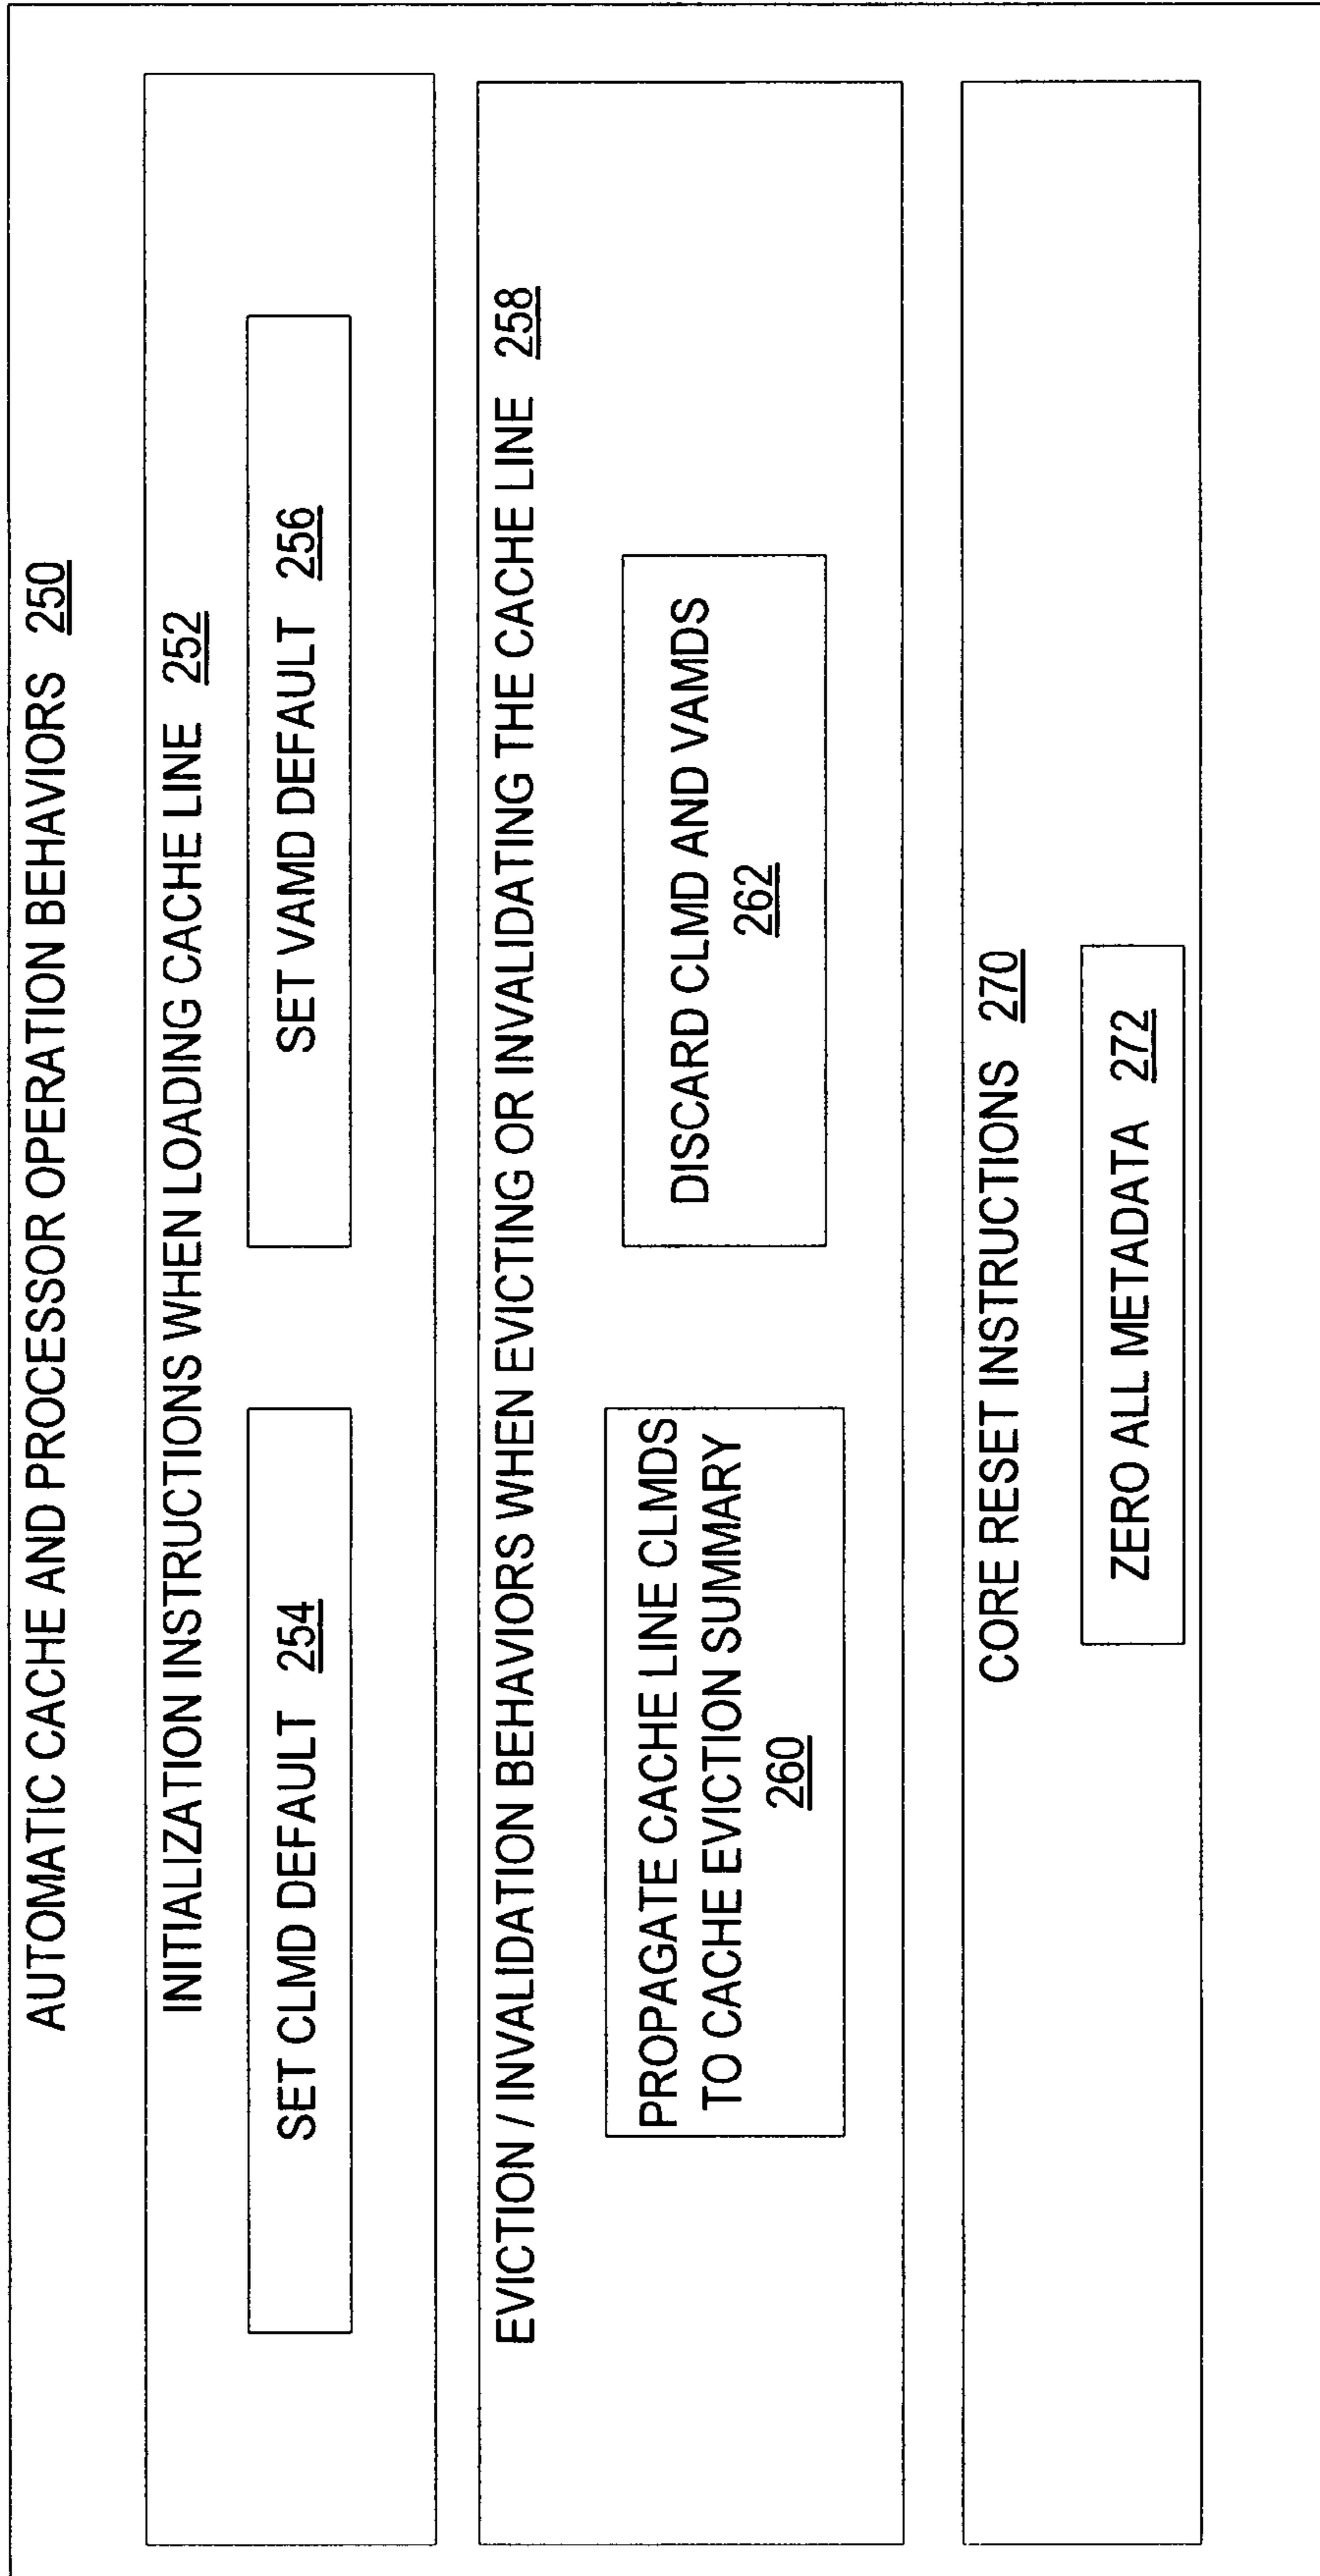 AUTOMATIC CACHE AND PROCESSOR OPERATION BEHAVIORS 250
INITIALIZATION INSTRUCTIONS WHEN LOADING CACHE LINE 252
SET CLMD DEFAULT 254
SET VAMD DEFAULT 256
EVICTION / INVALIDATION BEHAVIORS WHEN EVICTING OR INVALIDATING THE CACHE LINE 258
PROPAGATE CACHE LINE CLMDS
TO CACHE EVICTION SUMMARY
260
DISCARD CLMD AND VAMDS
262
CORE RESET INSTRUCTIONS 270
ZERO ALL METADATA 272